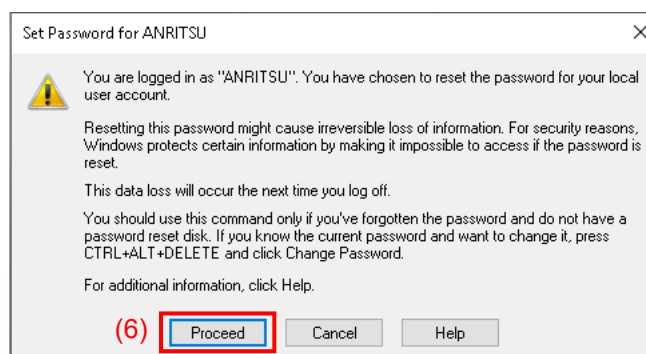 Set Password for ANRITSU
You are logged in as "ANRITSU". You have chosen to reset the password for your local
user account.
Resetting this password might cause irreversible loss of information. For security reasons,
Windows protects certain information by making it impossible to access if the password is
reset.
This data loss will occur the next time you log off.
You should use this command only if you've forgotten the password and do not have a
password reset disk. If you know the current password and want to change it, press
CTRL+ALT+DELETE and click Change Password.
For additional information, click Help.
(6) Proceed Cancel Help